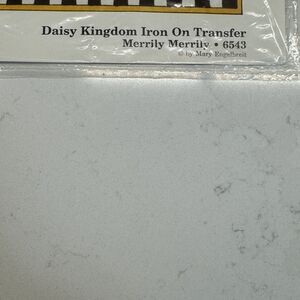 Daisy Kingdom Iron On Transfer
Merrily Merrily • 6543
© by Mary Engelbreit